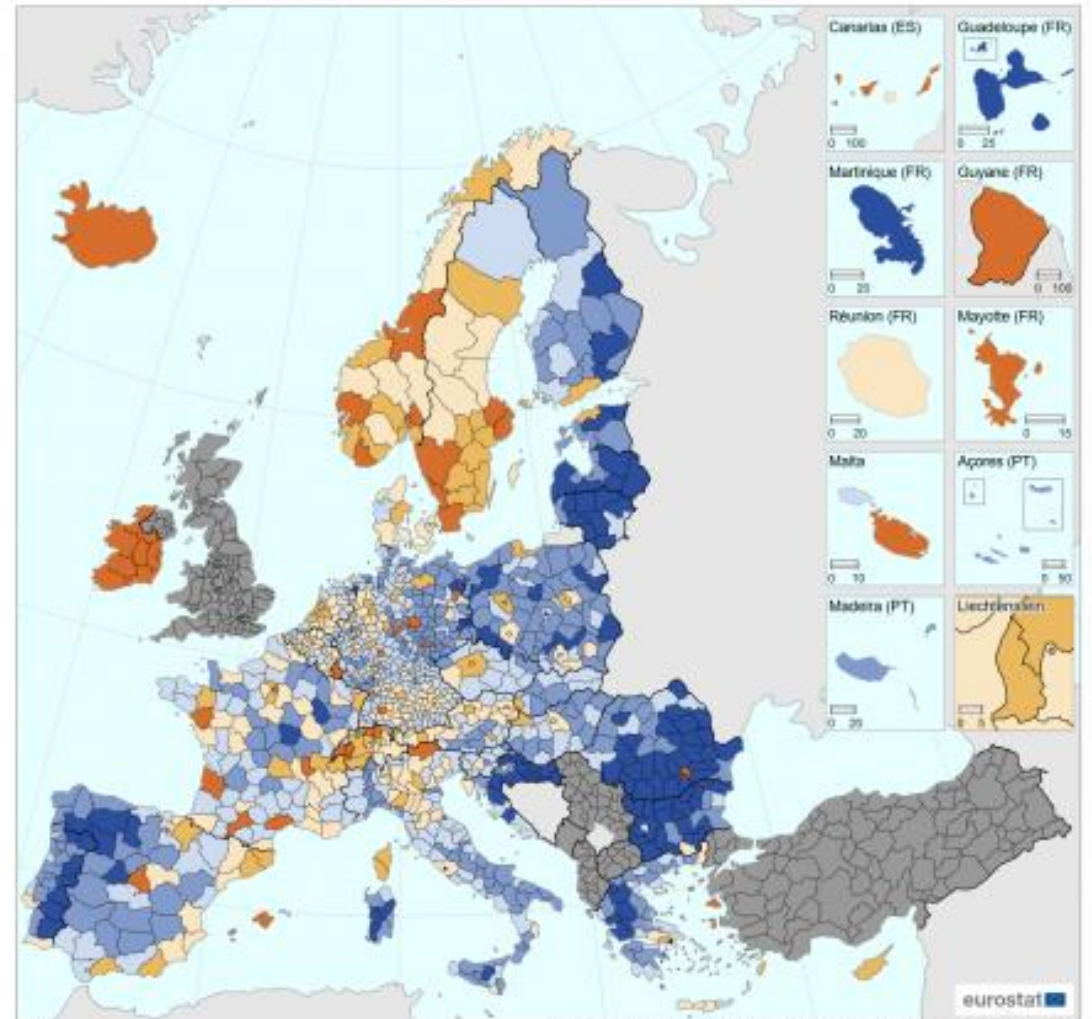 Canarias (ES)
0 100
Guadeloupe (FR)
0 25
Martinique (FR)
0 20
Guyane (FR)
0 100
Réunion (FR)
0 20
Mayotte (FR)
0 15
Malta
0 10
Açores (PT)
0 50
Madeira (PT)
0 20
Liechtenstein
0 5
eurostat